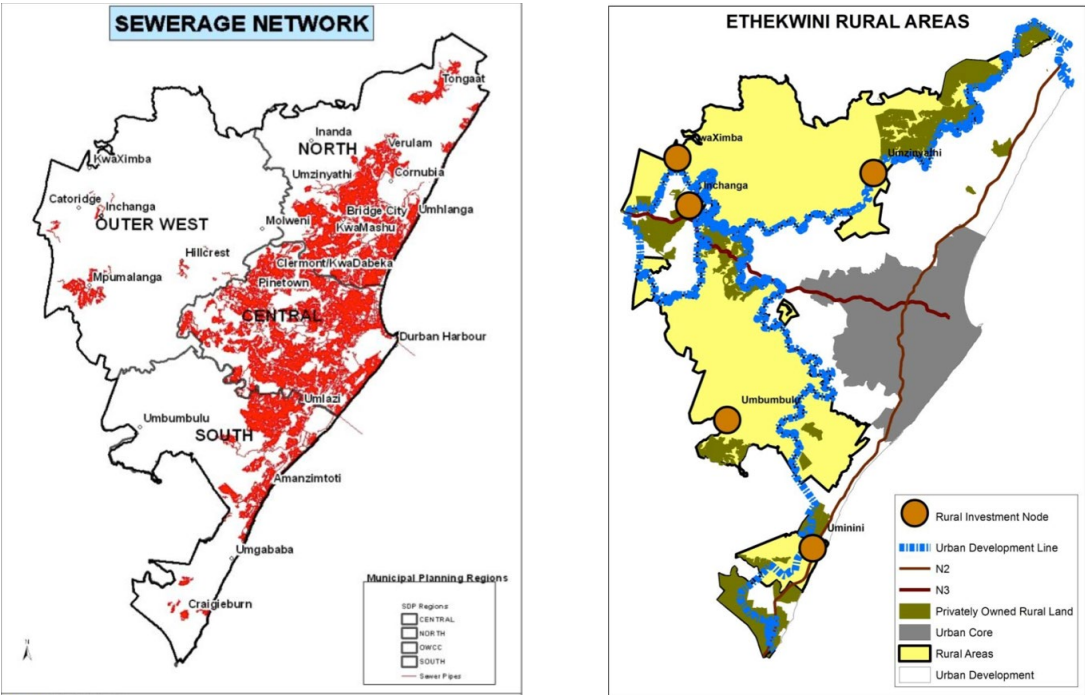 SEWERAGE NETWORK
Tongaat
Inanda
NORTH
Verulam
KwaXimba
Umzinyathi
Cornubia
Catoridge
Inchanga
Bridge City
Umhlanga
OUTER WEST
Molweni
KwaMashu
Hillcrest
Clermont/KwaDabeka
Mpumalanga
Pinetown
CENTRAL
Durban Harbour
Umlazi
Umbumbulu
SOUTH
Amanzimtoti
Umgababa
Craigieburn
N
Municipal Planning Regions
SDP Regions
CENTRAL
NORTH
OWCC
SOUTH
Sewer Pipes
ETHEKWINI RURAL AREAS
KwaXimba
Umzinyathi
Inchanga
Umbumbulu
Uminini
Rural Investment Node
Urban Development Line
N2
N3
Privately Owned Rural Land
Urban Core
Rural Areas
Urban Development